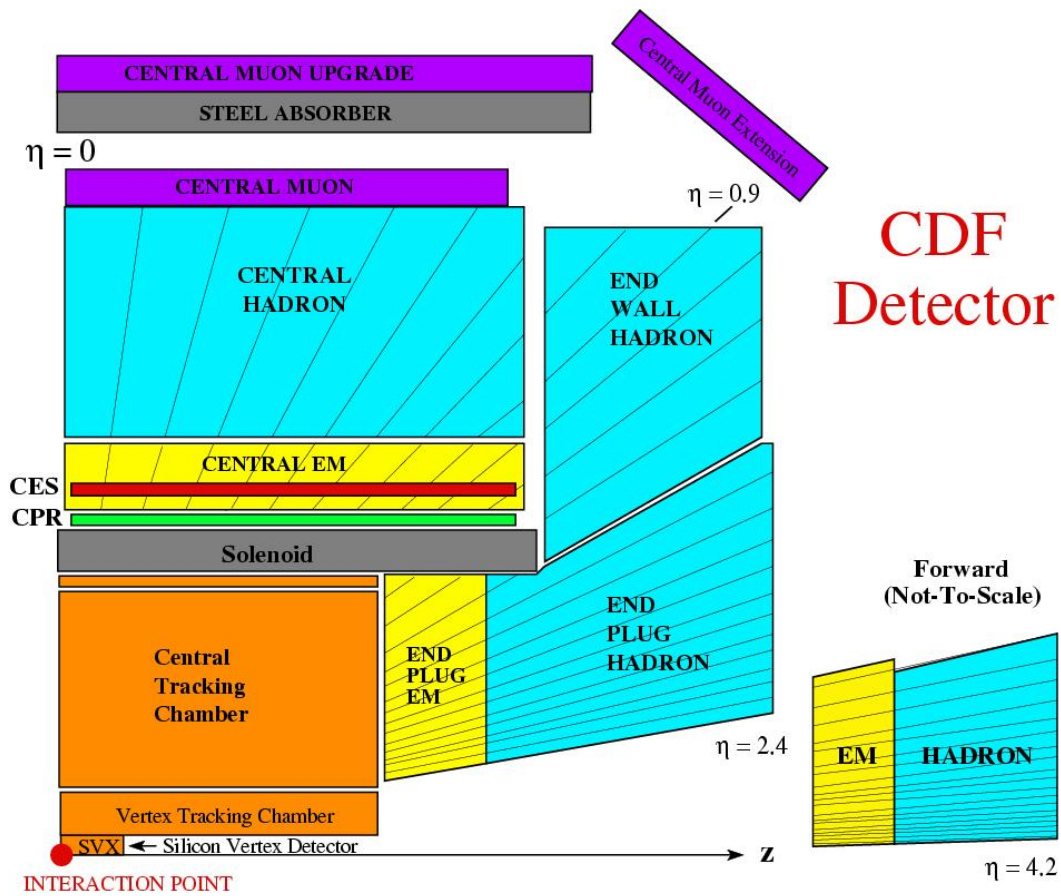 CENTRAL MUON UPGRADE
STEEL ABSORBER
Central Muon Extension
η = 0
CENTRAL MUON
η = 0.9
CDF
Detector
CENTRAL
HADRON
END
WALL
HADRON
CENTRAL EM
CES
CPR
Solenoid
Forward
(Not-To-Scale)
Central
Tracking
Chamber
END
PLUG
EM
END
PLUG
HADRON
η = 2.4
EM
HADRON
Vertex Tracking Chamber
SVX
Silicon Vertex Detector
Z
η = 4.2
INTERACTION POINT